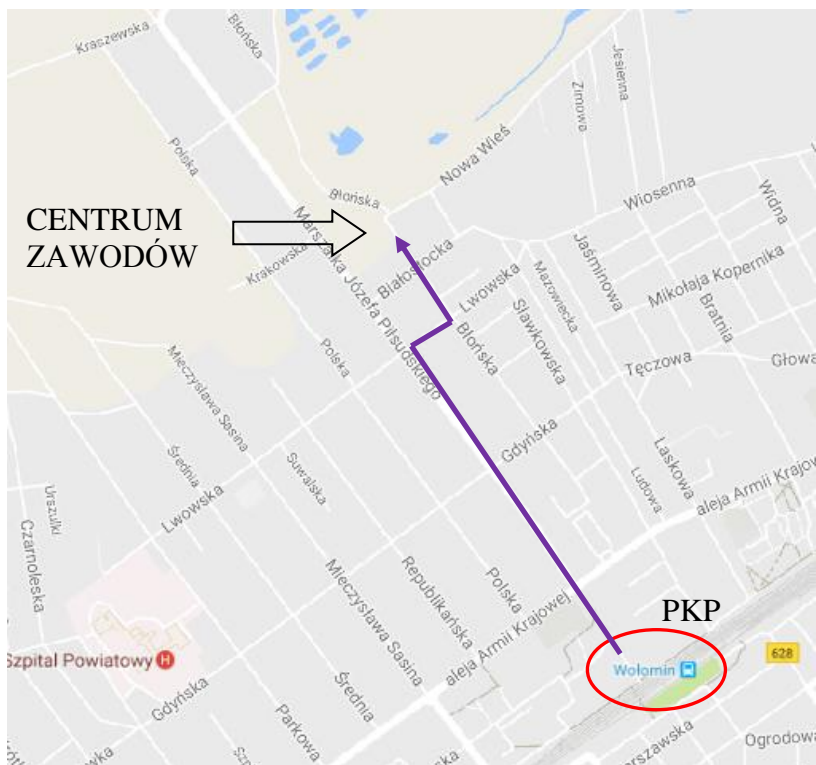 Błońska
Kraszewska
Jesienna
Zimowa
Polska
Nowa Wieś
Błońska
Wiosenna
Widna
CENTRUM
ZAWODÓW
Marszałka Józefa Piłsudskiego
Krakowska
Białostocka
Jaśminowa
Lwowska
Mazowiecka
Mikołaja Kopernika
Sławkowska
Bratnia
Błońska
Polska
Mieczysława Sasina
Tęczowa
Głowa
Gdyńska
Średnia
Suwalska
Laskowa
Ludowa
Urszulki
Czarnoleska
Lwowska
aleja Armii Krajowej
Republikańska
Polska
Mieczysława Sasina
aleja Armii Krajowej
PKP
Szpital Powiatowy H
Wołomin
628
Gdyńska
Średnia
Parkowa
Ogrodowa
rszawska